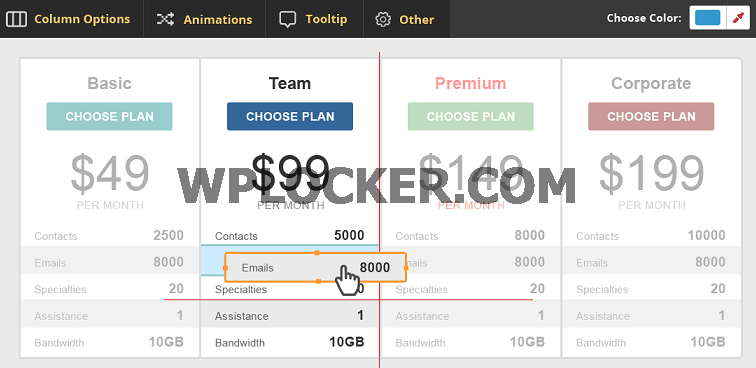 Column Options Animations Tooltip Other Choose Color:
Basic Team Premium Corporate
CHOOSE PLAN CHOOSE PLAN CHOOSE PLAN CHOOSE PLAN
$49 $99 $149 $199
WPLOCKER.COM
PER MONTH PER MONTH PER MONTH PER MONTH
Contacts 2500 Contacts 5000 Contacts 8000 Contacts 10000
Emails 8000 Emails 8000 Emails 8000 Emails 8000
Specialties 20 Specialties Specialties 20 Specialties 20
Assistance 1 Assistance 1 Assistance 1 Assistance 1
Bandwidth 10GB Bandwidth 10GB Bandwidth 10GB Bandwidth 10GB